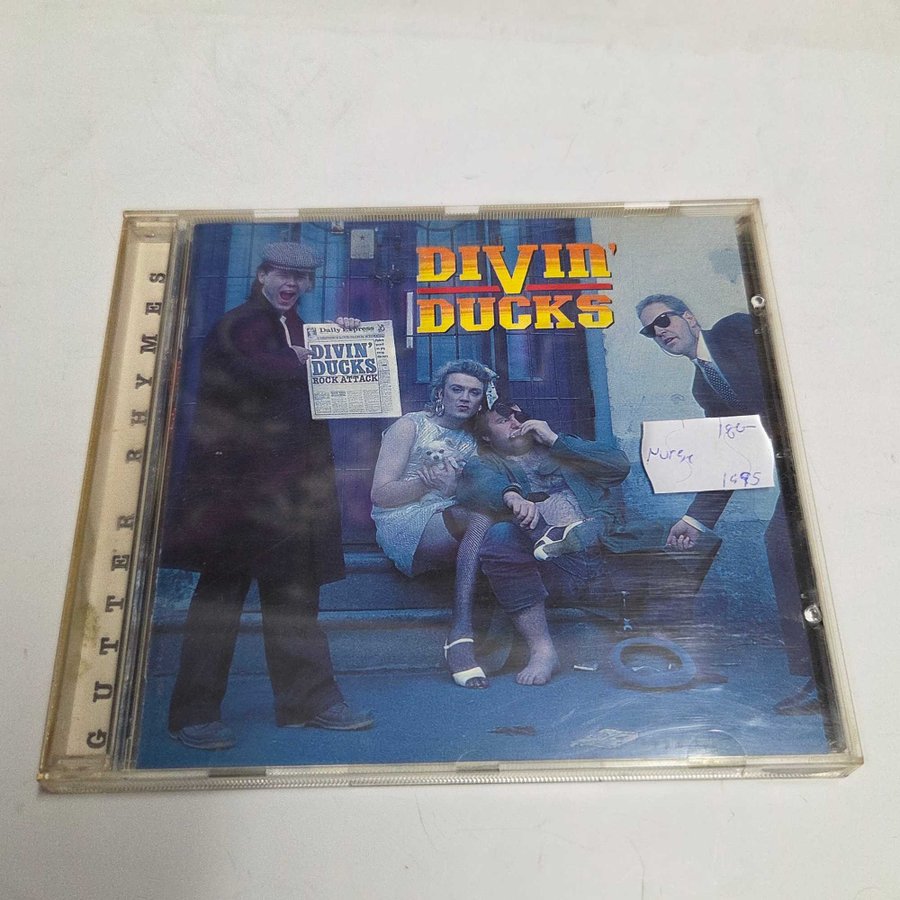 GUTTER RHYMES
DIVIN'
DUCKS
Daily Express
DIVIN'
DUCKS
ROCK ATTACK
180-
1995